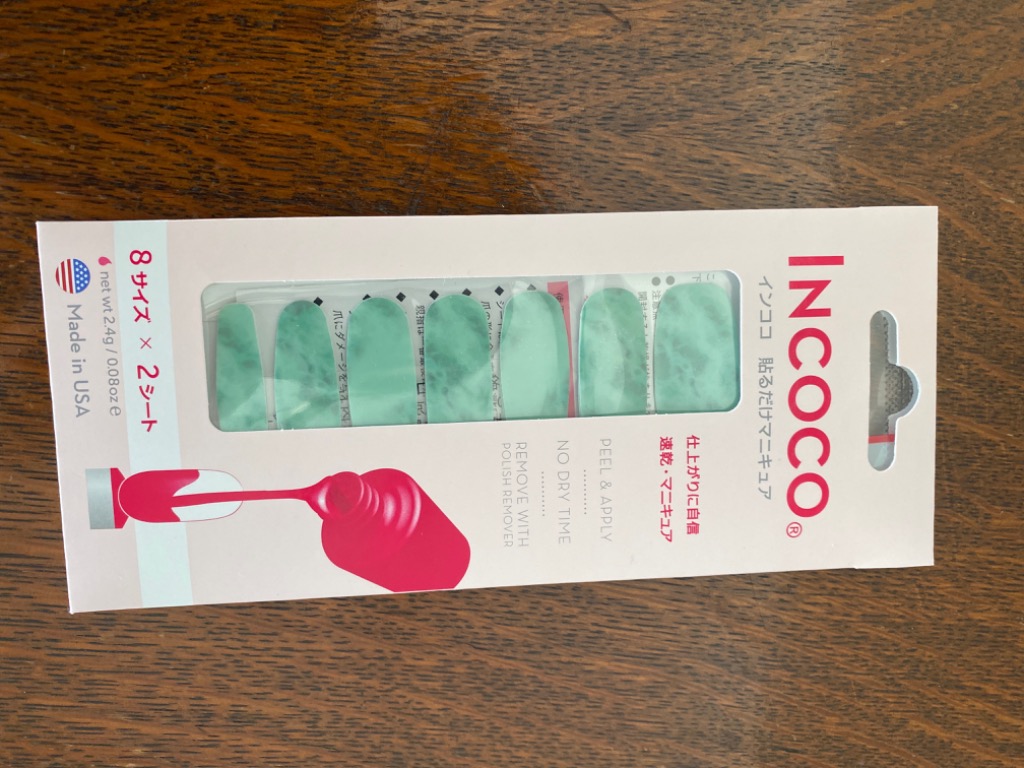 INCOCO®
インココ 貼るだけマニキュア
仕上がりに自信
速乾・マニキュア
PEEL & APPLY
NO DRY TIME
REMOVE WITH
POLISH REMOVER
8サイズ × 2シート
net wt 2.4g / 0.08oz e
Made in USA